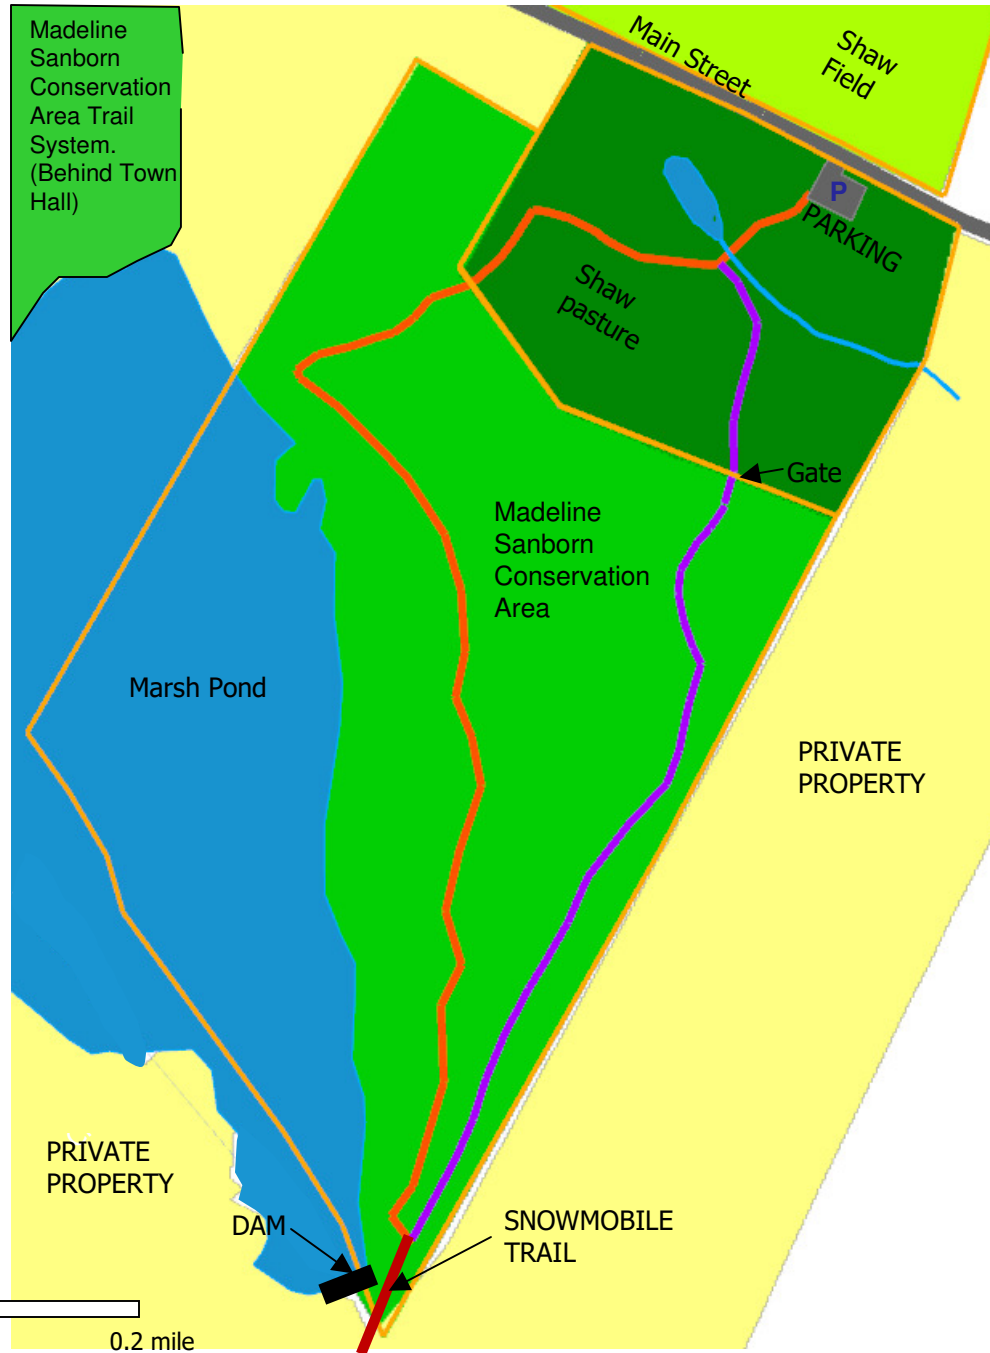 Madeline
Sanborn
Conservation
Area Trail
System.
(Behind Town
Hall)
Main Street
Shaw
Field
P
PARKING
Shaw
pasture
Gate
Madeline
Sanborn
Conservation
Area
Marsh Pond
PRIVATE
PROPERTY
PRIVATE
PROPERTY
DAM
SNOWMOBILE
TRAIL
0.2 mile